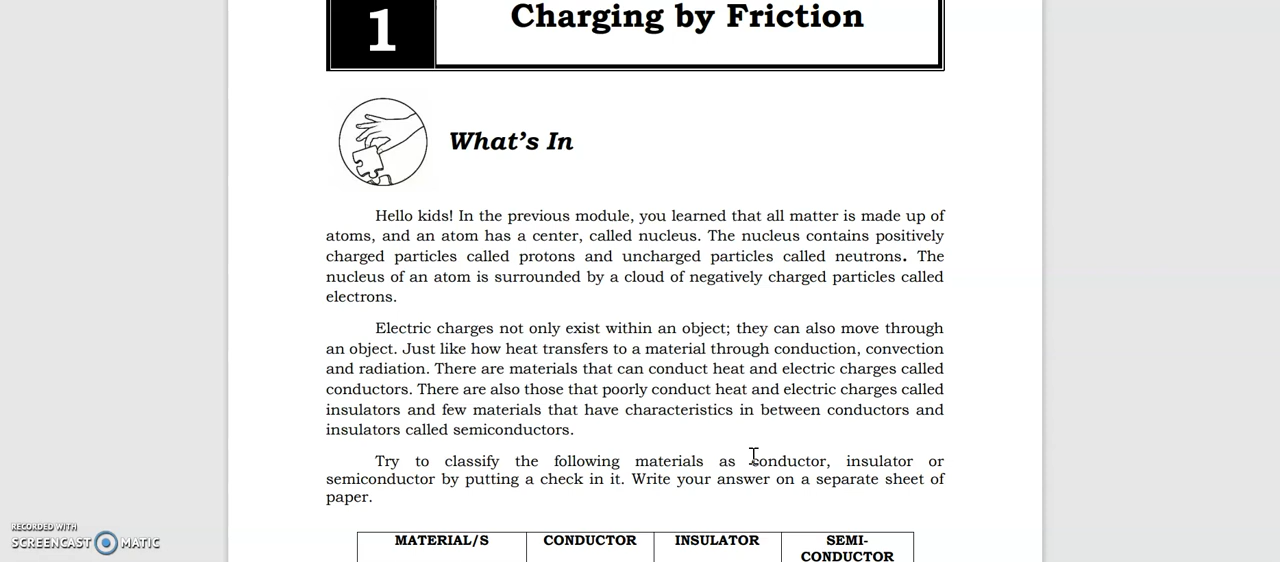 1
Charging by Friction
What's In
Hello kids! In the previous module, you learned that all matter is made up of
atoms, and an atom has a center, called nucleus. The nucleus contains positively
charged particles called protons and uncharged particles called neutrons. The
nucleus of an atom is surrounded by a cloud of negatively charged particles called
electrons.
Electric charges not only exist within an object; they can also move through
an object. Just like how heat transfers to a material through conduction, convection
and radiation. There are materials that can conduct heat and electric charges called
conductors. There are also those that poorly conduct heat and electric charges called
insulators and few materials that have characteristics in between conductors and
insulators called semiconductors.
Try to classify the following materials as conductor, insulator or
semiconductor by putting a check in it. Write your answer on a separate sheet of
paper.
MATERIAL/S CONDUCTOR INSULATOR SEMI-
CONDUCTOR
RECORDED WITH
SCREENCAST MATIC